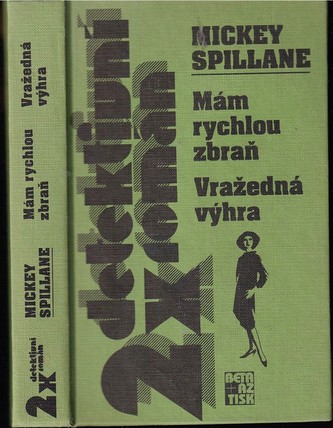 MICKEY
SPILLANE
Mám
rychlou
zbraň
Vražedná
výhra
2x detektivní
román
BETA
+AZ
TISK
2x
detektivní
román
MICKEY
SPILLANE
Mám rychlou
zbraň
Vražedná
výhra